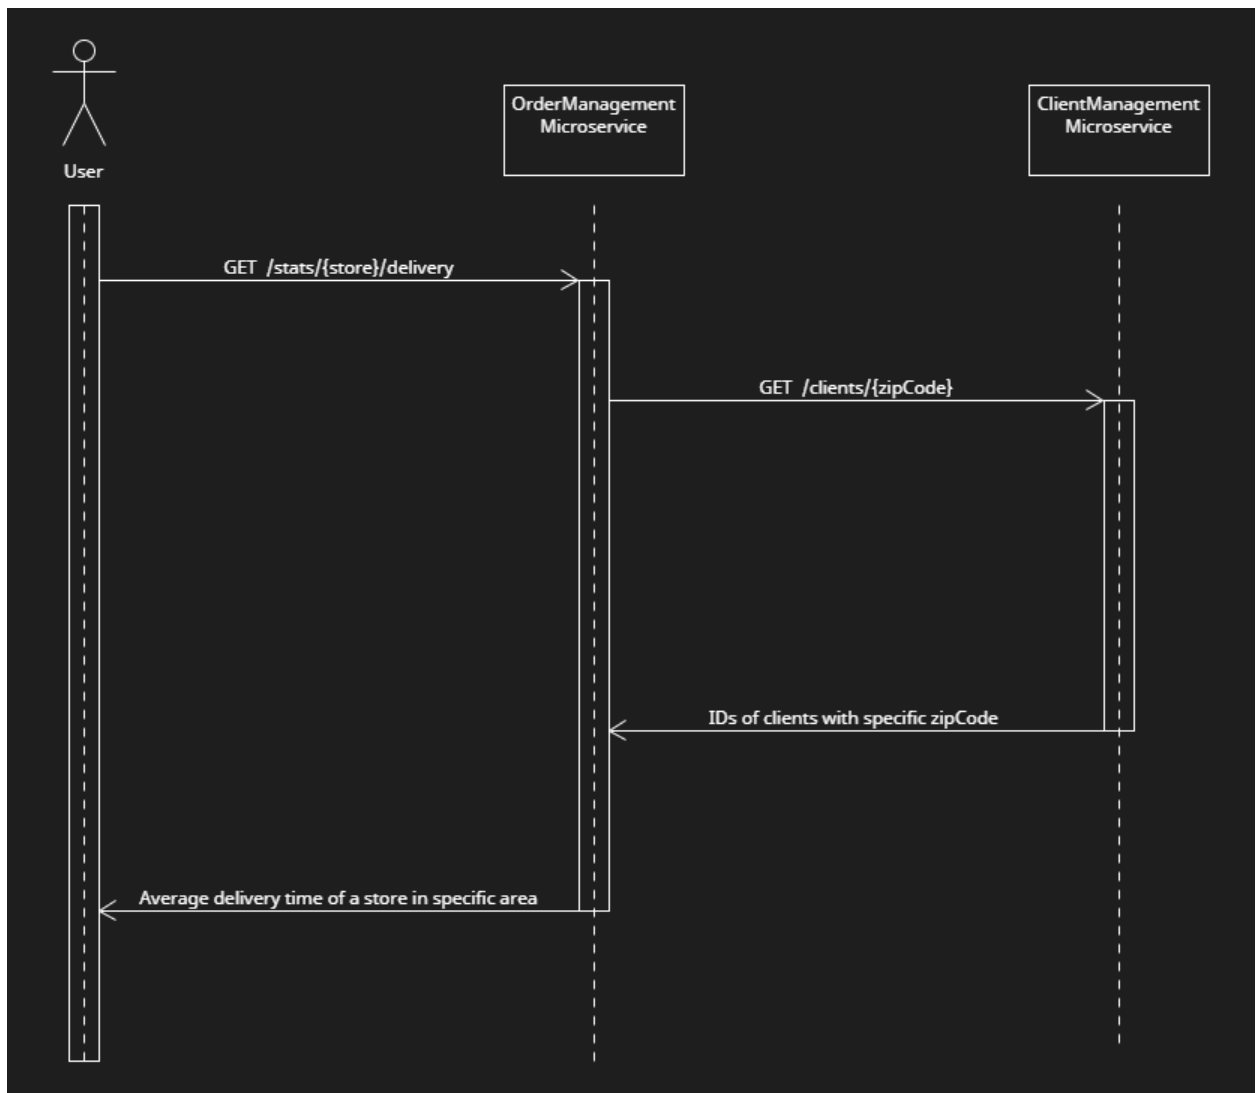 User
OrderManagement
Microservice
ClientManagement
Microservice
GET /stats/{store}/delivery
GET /clients/{zipCode}
IDs of clients with specific zipCode
Average delivery time of a store in specific area